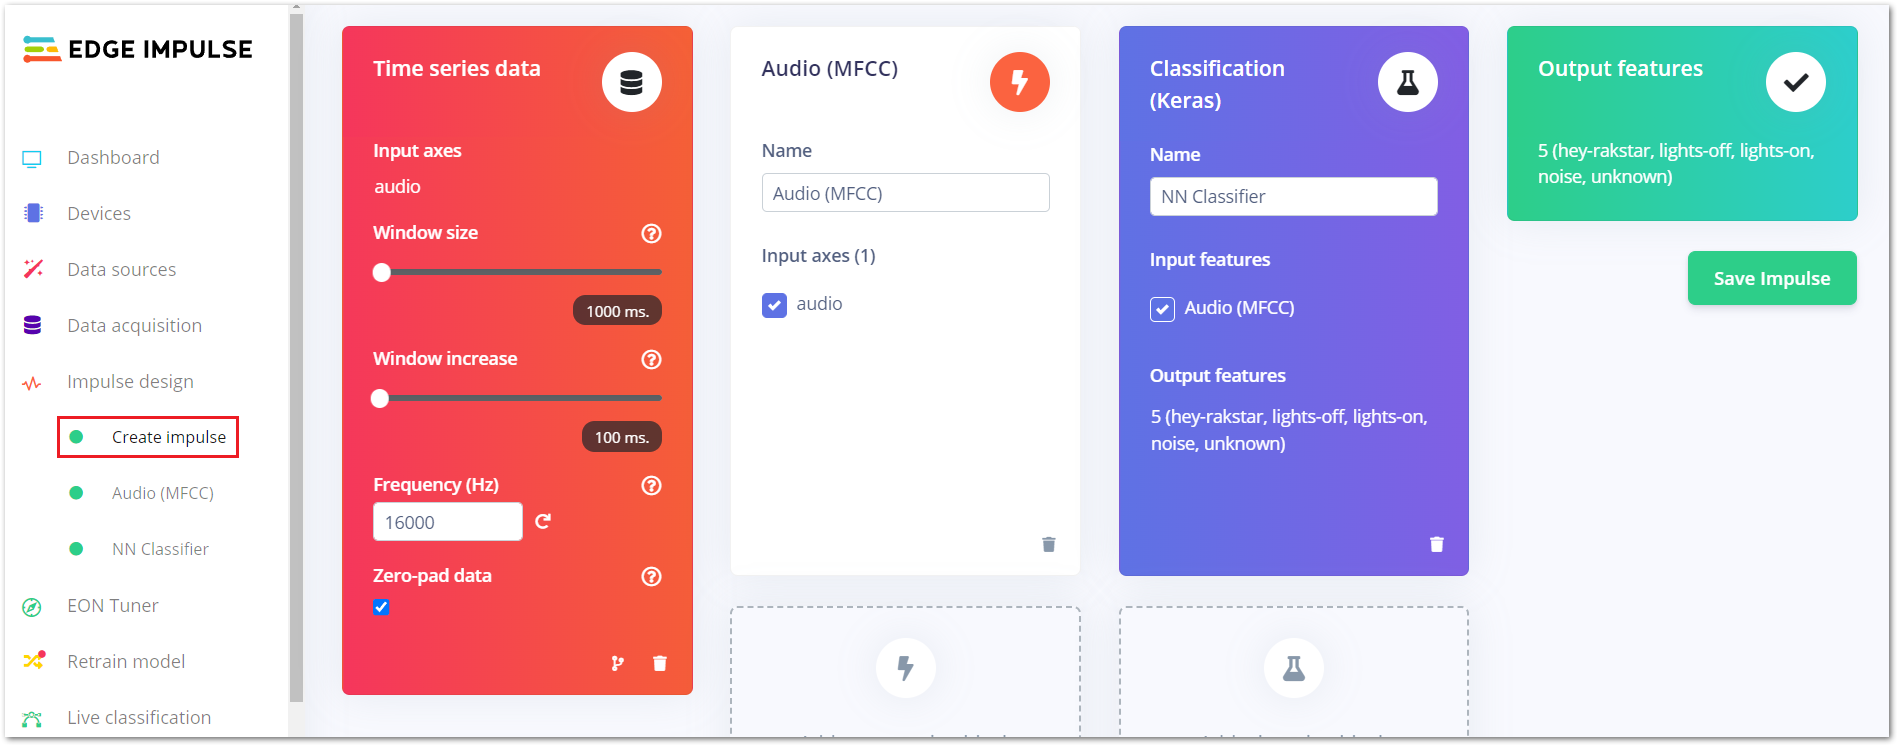 EDGE IMPULSE
Dashboard
Devices
Data sources
Data acquisition
Impulse design
Create impulse
Audio (MFCC)
NN Classifier
EON Tuner
Retrain model
Live classification
Time series data
Input axes
audio
Window size
1000 ms.
Window increase
100 ms.
Frequency (Hz)
16000
Zero-pad data
Audio (MFCC)
Name
Audio (MFCC)
Input axes (1)
audio
Classification
(Keras)
Name
NN Classifier
Input features
Audio (MFCC)
Output features
5 (hey-rakstar, lights-off, lights-on,
noise, unknown)
Output features
5 (hey-rakstar, lights-off, lights-on,
noise, unknown)
Save Impulse